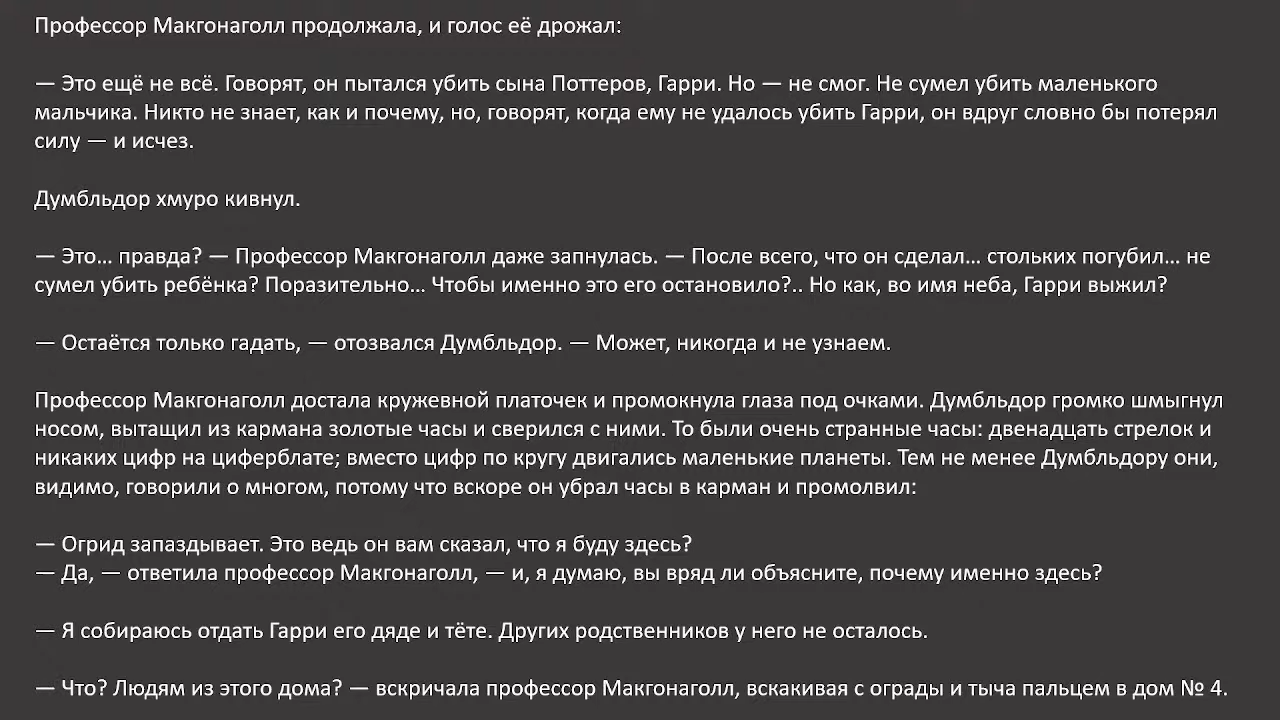 Профессор Макгонаголл продолжала, и голос её дрожал:
— Это ещё не всё. Говорят, он пытался убить сына Поттеров, Гарри. Но — не смог. Не сумел убить маленького
мальчика. Никто не знает, как и почему, но, говорят, когда ему не удалось убить Гарри, он вдруг словно бы потерял
силу — и исчез.
Думбльдор хмуро кивнул.
— Это… правда? — Профессор Макгонаголл даже запнулась. — После всего, что он сделал… стольких погубил… не
сумел убить ребёнка? Поразительно… Чтобы именно это его остановило?.. Но как, во имя неба, Гарри выжил?
— Остаётся только гадать, — отозвался Думбльдор. — Может, никогда и не узнаем.
Профессор Макгонаголл достала кружевной платочек и промокнула глаза под очками. Думбльдор громко шмыгнул
носом, вытащил из кармана золотые часы и сверился с ними. То были очень странные часы: двенадцать стрелок и
никаких цифр на циферблате; вместо цифр по кругу двигались маленькие планеты. Тем не менее Думбльдору они,
видимо, говорили о многом, потому что вскоре он убрал часы в карман и промолвил:
— Огрид запаздывает. Это ведь он вам сказал, что я буду здесь?
— Да, — ответила профессор Макгонаголл, — и, я думаю, вы вряд ли объясните, почему именно здесь?
— Я собираюсь отдать Гарри его дяде и тёте. Других родственников у него не осталось.
— Что? Людям из этого дома? — вскричала профессор Макгонаголл, вскакивая с ограды и тыча пальцем в дом № 4.